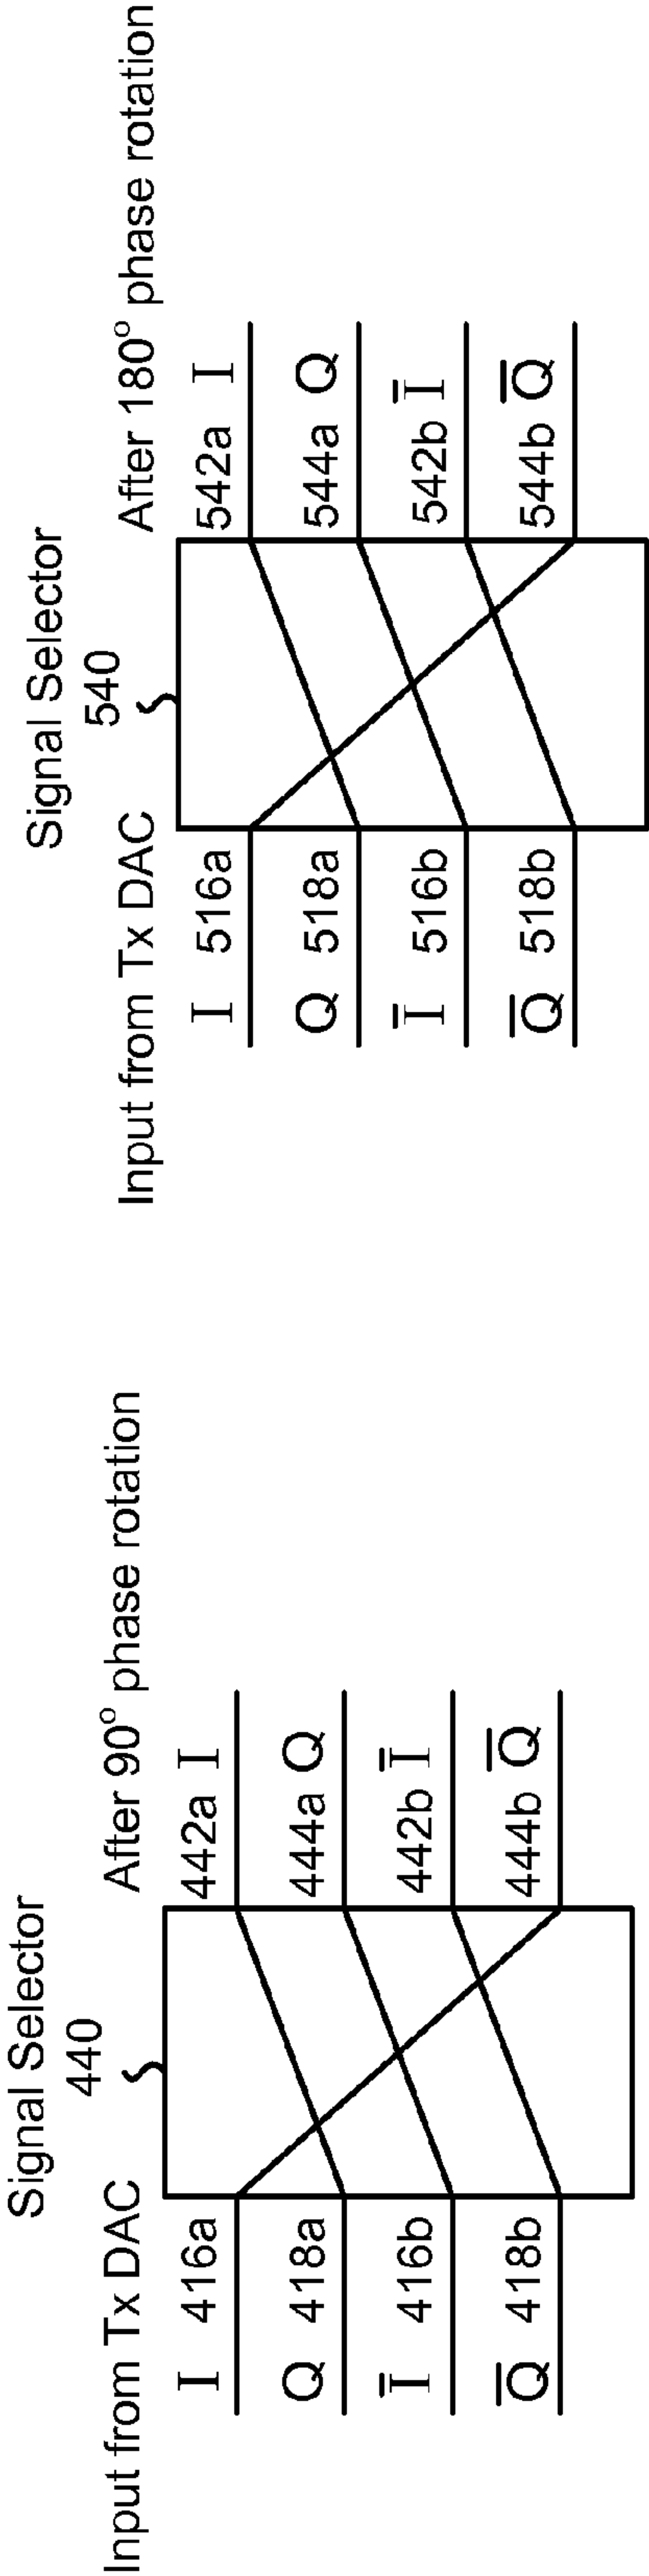 Signal Selector
440
Input from Tx DAC
After 90° phase rotation
I 416a
442a I
Q 418a
444a Q
I̅ 416b
442b I̅
Q̅ 418b
444b Q̅
Signal Selector
540
Input from Tx DAC
After 180° phase rotation
I 516a
542a I
Q 518a
544a Q
I̅ 516b
542b I̅
Q̅ 518b
544b Q̅